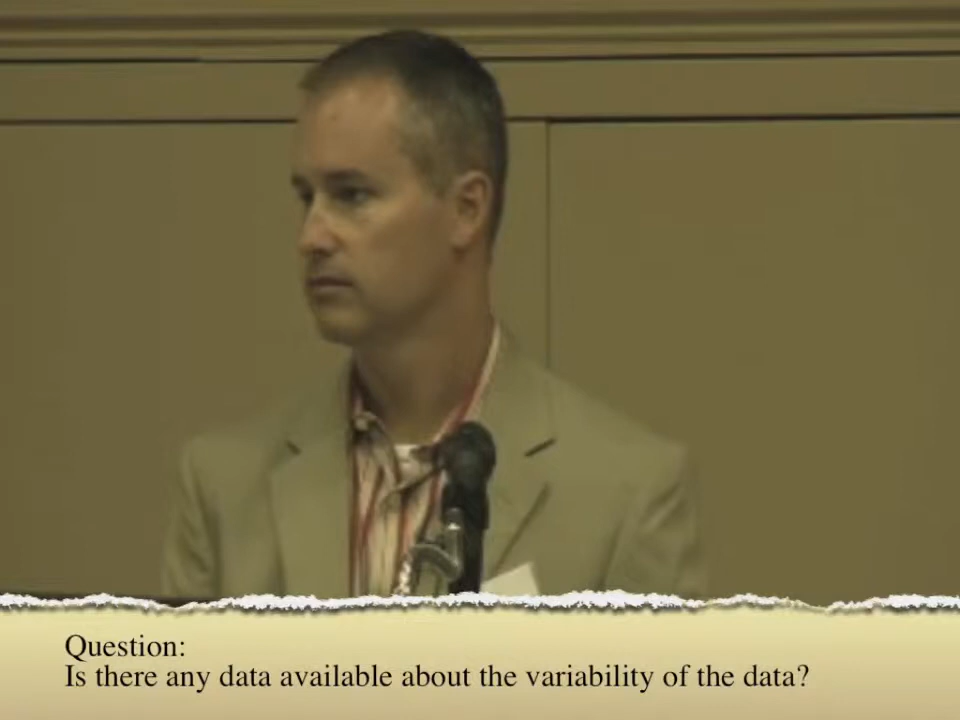 Question:
Is there any data available about the variability of the data?